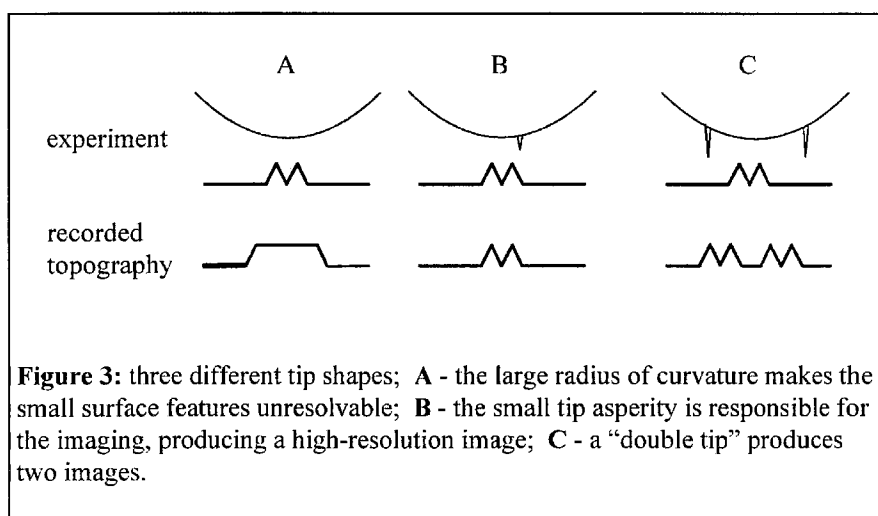 A B C
experiment
recorded
topography
Figure 3: three different tip shapes; A - the large radius of curvature makes the
small surface features unresolvable; B - the small tip asperity is responsible for
the imaging, producing a high-resolution image; C - a “double tip” produces
two images.